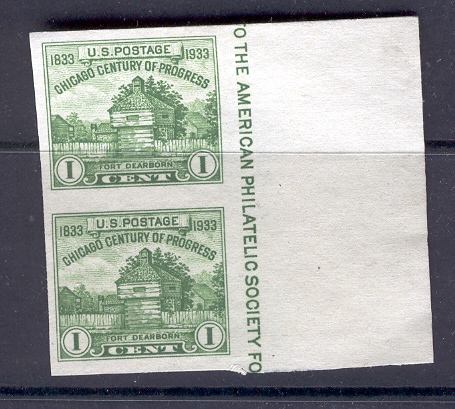 1833 U.S. POSTAGE 1933
CHICAGO CENTURY OF PROGRESS
FORT DEARBORN
1 CENT 1
1833 U.S. POSTAGE 1933
CHICAGO CENTURY OF PROGRESS
FORT DEARBORN
1 CENT 1
TO THE AMERICAN PHILATELIC SOCIETY FO